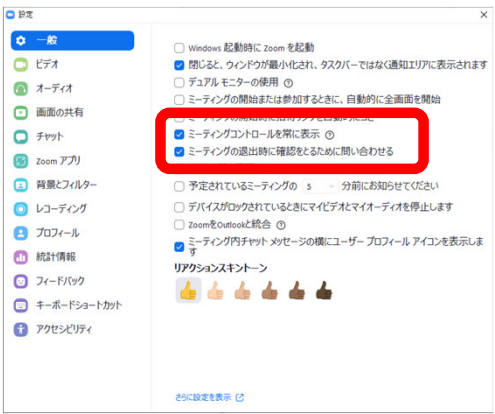 設定
一般
ビデオ
オーディオ
画面の共有
チャット
Zoom アプリ
背景とフィルター
レコーディング
プロフィール
統計情報
フィードバック
キーボードショートカット
アクセシビリティ
Windows 起動時に Zoom を起動
閉じると、ウィンドウが最小化され、タスクバーではなく通知エリアに表示されます
デュアル モニターの使用
ミーティングの開始または参加するときに、自動的に全画面を開始
ミーティングコントロールを常に表示
ミーティングの退出時に確認をとるために問い合わせる
予定されているミーティングの 5 分前にお知らせください
デバイスがロックされているときにマイビデオとマイオーディオを停止します
ZoomをOutlookと統合
ミーティング内チャット メッセージの横にユーザー プロフィール アイコンを表示しま
す
リアクションスキントーン
さらに設定を表示